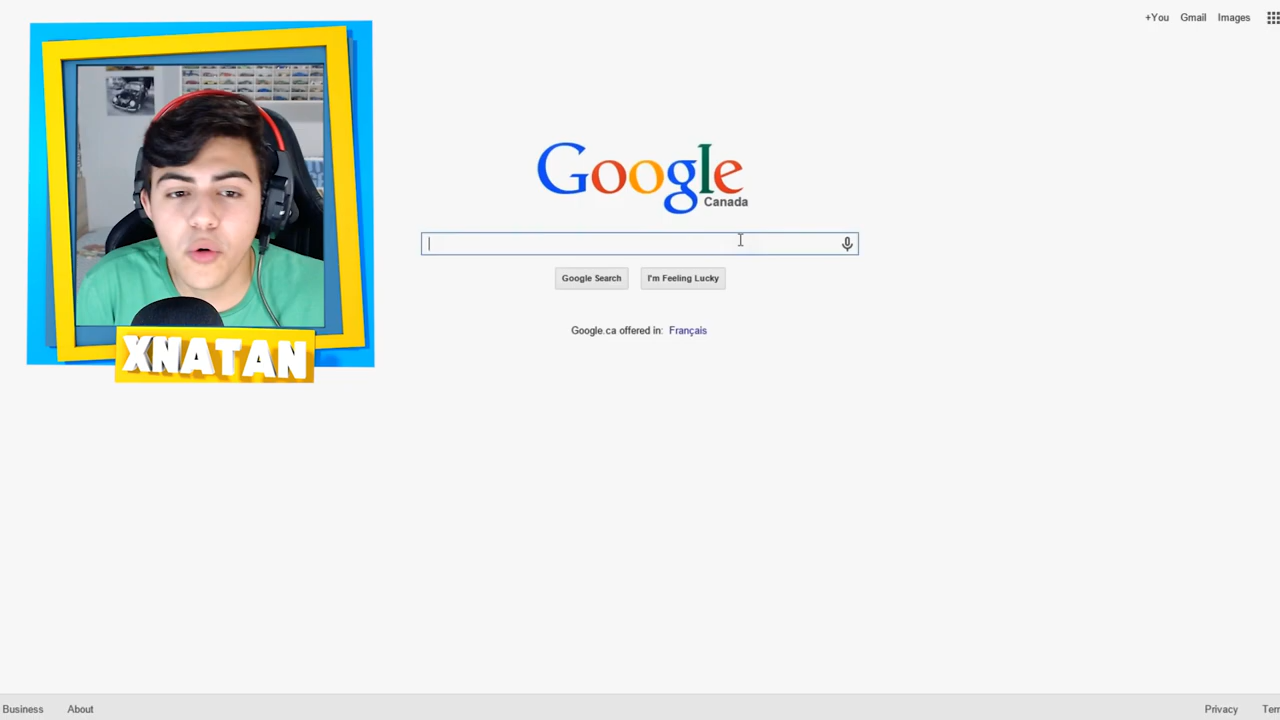 +You Gmail Images
Google
Canada
Google Search I'm Feeling Lucky
Google.ca offered in: Français
XNATAN
Business About
Privacy